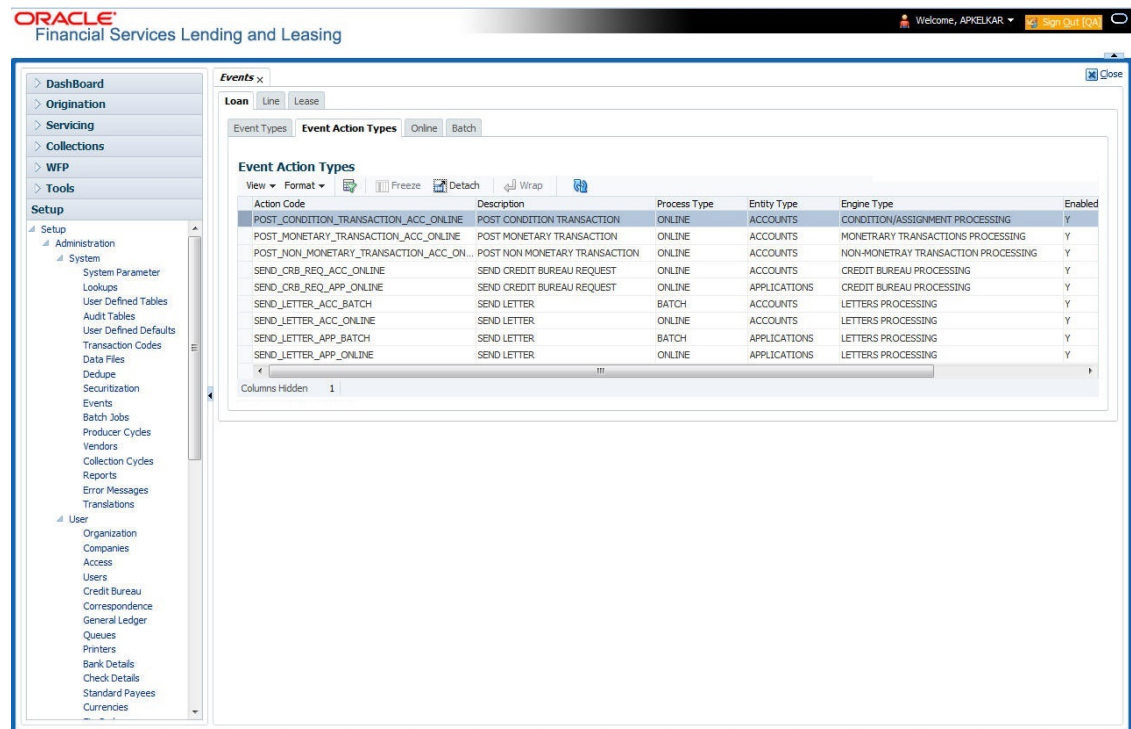 ORACLE
Welcome, APKELKAR
Sign Out [QA]
Financial Services Lending and Leasing
Close
DashBoard
Origination
Servicing
Collections
WFP
Tools
Setup
Setup
Administration
System
System Parameter
Lookups
User Defined Tables
Audit Tables
User Defined Defaults
Transaction Codes
Data Files
Dedupe
Securitization
Events
Batch Jobs
Producer Cycles
Vendors
Collection Cycles
Reports
Error Messages
Translations
User
Organization
Companies
Access
Users
Credit Bureau
Correspondence
General Ledger
Queues
Printers
Bank Details
Check Details
Standard Payees
Currencies
Events
Loan Line Lease
Event Types Event Action Types Online Batch
Event Action Types
View Format Freeze Detach Wrap
Action Code Description Process Type Entity Type Engine Type Enabled
POST_CONDITION_TRANSACTION_ACC_ONLINE POST CONDITION TRANSACTION ONLINE ACCOUNTS CONDITION/ASSIGNMENT PROCESSING Y
POST_MONETARY_TRANSACTION_ACC_ONLINE POST MONETARY TRANSACTION ONLINE ACCOUNTS MONETRARY TRANSACTIONS PROCESSING Y
POST_NON_MONETARY_TRANSACTION_ACC_ON... POST NON MONETARY TRANSACTION ONLINE ACCOUNTS NON-MONETRAY TRANSACTION PROCESSING Y
SEND_CRB_REQ_ACC_ONLINE SEND CREDIT BUREAU REQUEST ONLINE ACCOUNTS CREDIT BUREAU PROCESSING Y
SEND_CRB_REQ_APP_ONLINE SEND CREDIT BUREAU REQUEST ONLINE APPLICATIONS CREDIT BUREAU PROCESSING Y
SEND_LETTER_ACC_BATCH SEND LETTER BATCH ACCOUNTS LETTERS PROCESSING Y
SEND_LETTER_ACC_ONLINE SEND LETTER ONLINE ACCOUNTS LETTERS PROCESSING Y
SEND_LETTER_APP_BATCH SEND LETTER BATCH APPLICATIONS LETTERS PROCESSING Y
SEND_LETTER_APP_ONLINE SEND LETTER ONLINE APPLICATIONS LETTERS PROCESSING Y
Columns Hidden 1